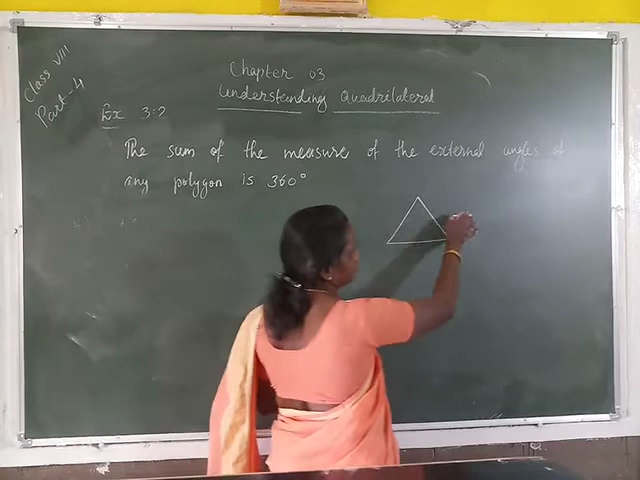 Class VIII
Part - 4
Chapter 03
Understanding Quadrilateral
Ex 3.2
The sum of the measure of the external angles of
any polygon is 360°